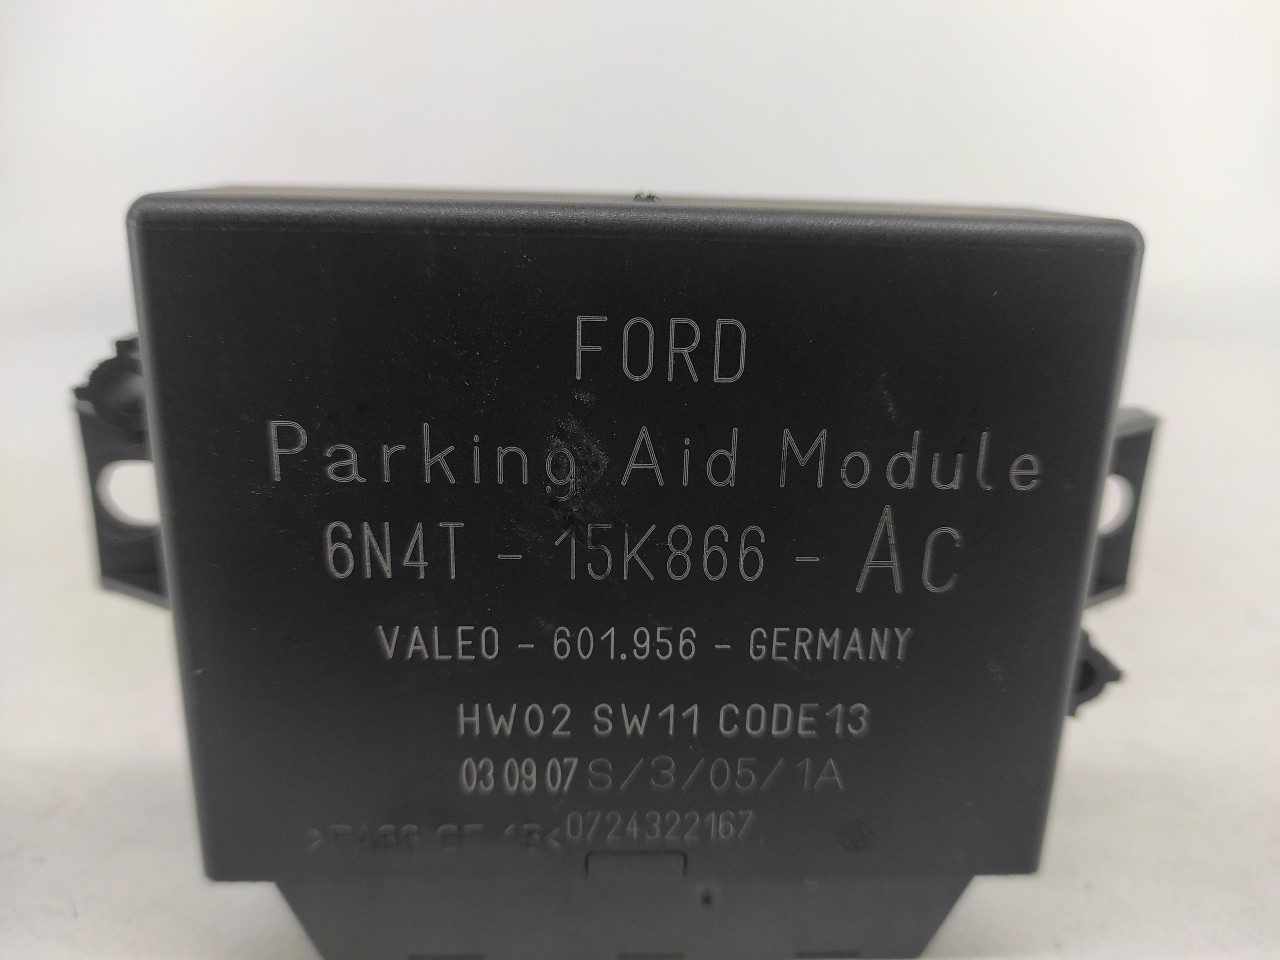 FORD
Parking Aid Module
6N4T - 15K866 - AC
VALEO - 601.956 - GERMANY
HW02 SW11 CODE13
03 09 07 S/3/05/1A
0724322167